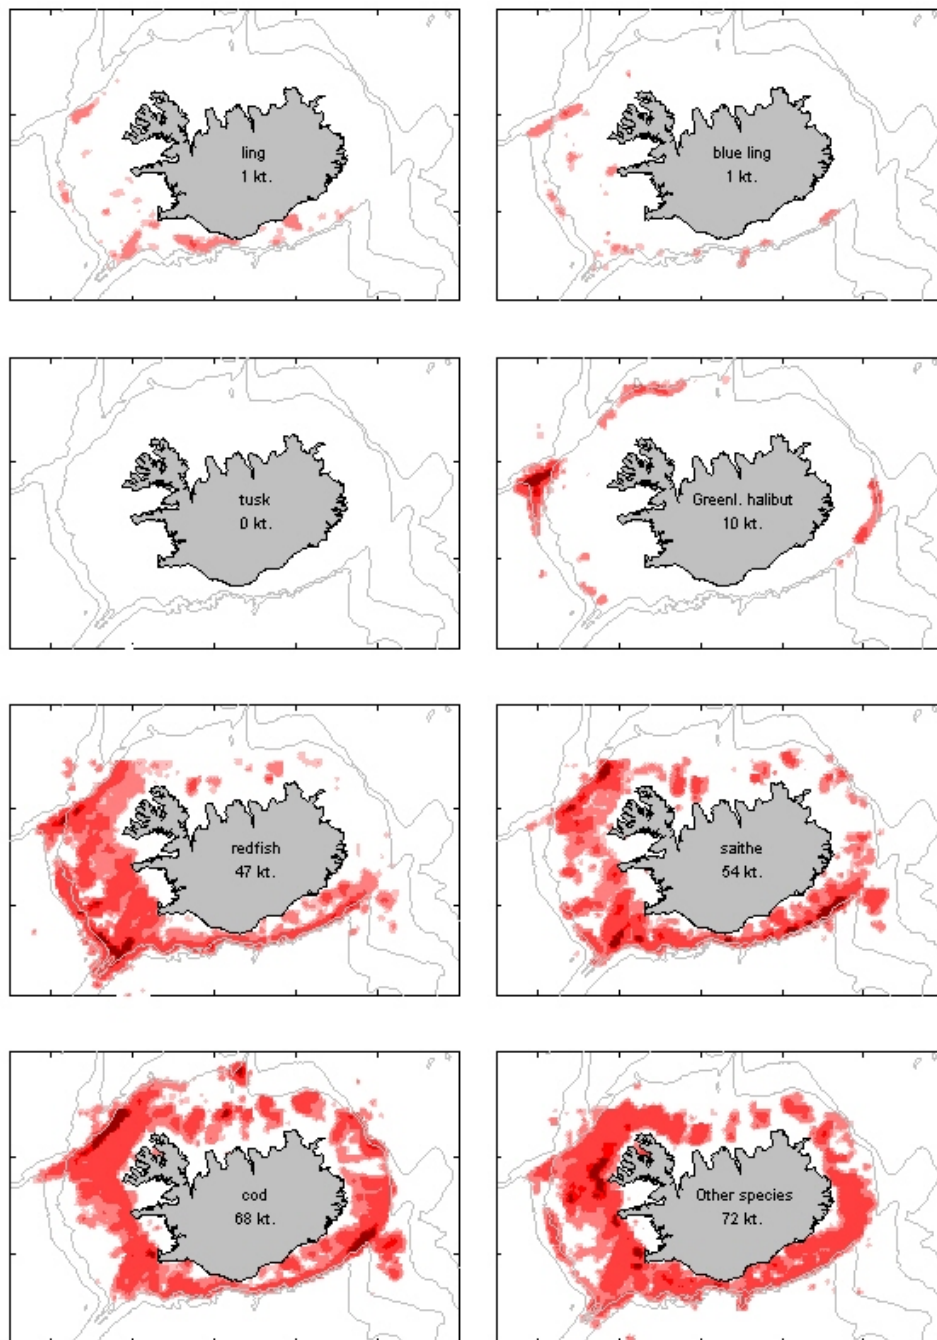 ling
1 kt.
blue ling
1 kt.
tusk
0 kt.
Greenl. halibut
10 kt.
redfish
47 kt.
saithe
54 kt.
cod
68 kt.
Other species
72 kt.